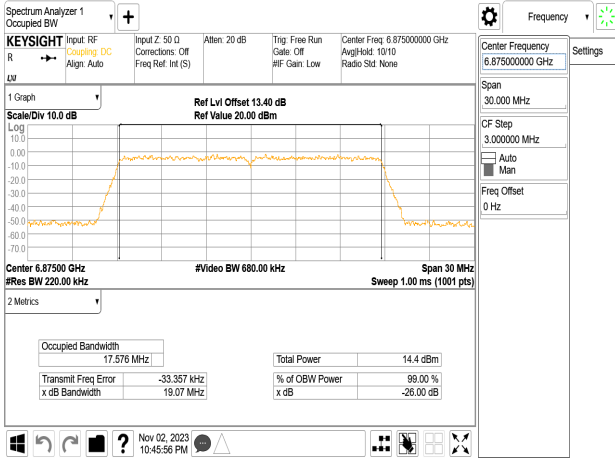 Spectrum Analyzer 1
Occupied BW
KEYSIGHT
R
LXI
Input: RF
Coupling: DC
Align: Auto
Input Z: 50 Ω
Corrections: Off
Freq Ref: Int (S)
Atten: 20 dB
Trig: Free Run
Gate: Off
#IF Gain: Low
Center Freq: 6.875000000 GHz
Avg|Hold: 10/10
Radio Std: None
1 Graph
Scale/Div 10.0 dB
Ref Lvl Offset 13.40 dB
Ref Value 20.00 dBm
Log
10.0
0.00
-10.0
-20.0
-30.0
-40.0
-50.0
-60.0
-70.0
Center 6.87500 GHz
#Video BW 680.00 kHz
Span 30 MHz
#Res BW 220.00 kHz
Sweep 1.00 ms (1001 pts)
2 Metrics
Occupied Bandwidth
17.576 MHz
Total Power 14.4 dBm
Transmit Freq Error -33.357 kHz
% of OBW Power 99.00 %
x dB Bandwidth 19.07 MHz
x dB -26.00 dB
?
Nov 02, 2023
10:45:56 PM
Frequency
Settings
Center Frequency
6.875000000 GHz
Span
30.000 MHz
CF Step
3.000000 MHz
Auto
Man
Freq Offset
0 Hz